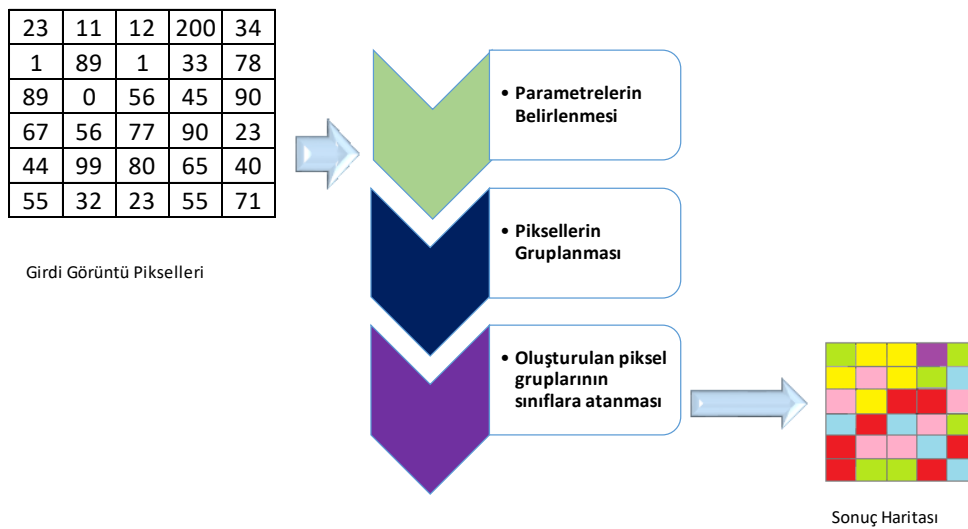 23 11 12 200 34
1 89 1 33 78
89 0 56 45 90
67 56 77 90 23
44 99 80 65 40
55 32 23 55 71
Girdi Görüntü Pikselleri
• Parametrelerin
Belirlenmesi
• Piksellerin
Gruplanması
• Oluşturulan piksel
gruplarının
sınıflara atanması
Sonuç Haritası